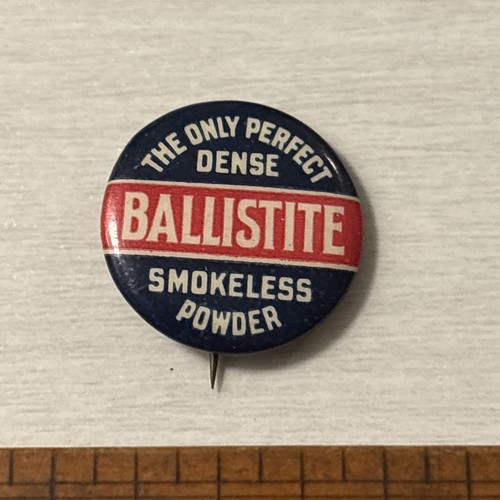 THE ONLY PERFECT
DENSE
BALLISTITE
SMOKELESS
POWDER